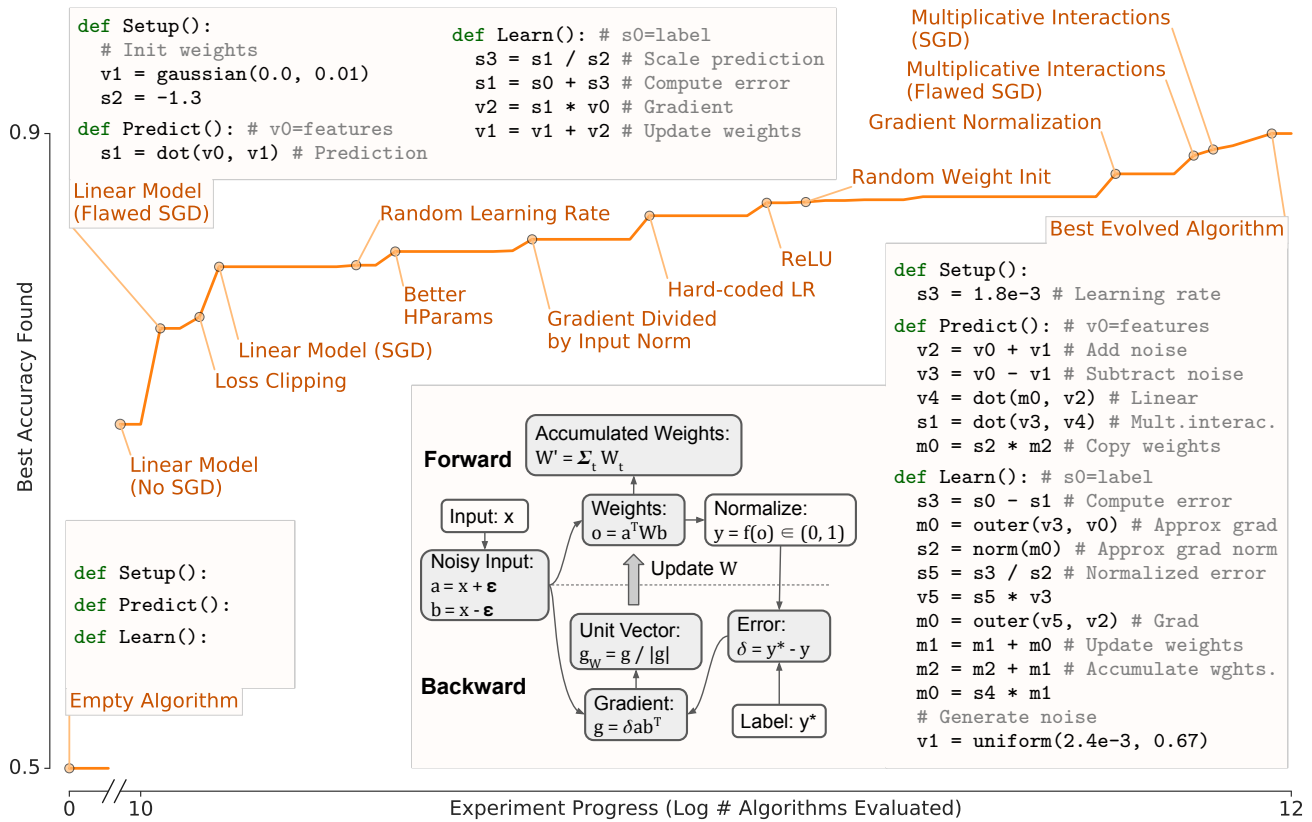 def Setup():
# Init weights
v1 = gaussian(0.0, 0.01)
s2 = -1.3
def Predict(): # v0=features
s1 = dot(v0, v1) # Prediction
def Learn(): # s0=label
s3 = s1 / s2 # Scale prediction
s1 = s0 + s3 # Compute error
v2 = s1 * v0 # Gradient
v1 = v1 + v2 # Update weights
Linear Model
(Flawed SGD)
Multiplicative Interactions
(SGD)
Multiplicative Interactions
(Flawed SGD)
Gradient Normalization
Random Weight Init
Random Learning Rate
ReLU
Hard-coded LR
Better
HParams
Gradient Divided
by Input Norm
Linear Model (SGD)
Loss Clipping
Linear Model
(No SGD)
Best Evolved Algorithm
def Setup():
s3 = 1.8e-3 # Learning rate
def Predict(): # v0=features
v2 = v0 + v1 # Add noise
v3 = v0 - v1 # Subtract noise
v4 = dot(m0, v2) # Linear
s1 = dot(v3, v4) # Mult.interac.
m0 = s2 * m2 # Copy weights
def Learn(): # s0=label
s3 = s0 - s1 # Compute error
m0 = outer(v3, v0) # Approx grad
s2 = norm(m0) # Approx grad norm
s5 = s3 / s2 # Normalized error
v5 = s5 * v3
m0 = outer(v5, v2) # Grad
m1 = m1 + m0 # Update weights
m2 = m2 + m1 # Accumulate wghts.
m0 = s4 * m1
# Generate noise
v1 = uniform(2.4e-3, 0.67)
Forward
Accumulated Weights:
W' = Σₜ Wₜ
Input: x
Weights:
o = aᵀWb
Normalize:
y = f(o) ∈ (0, 1)
Noisy Input:
a = x + ε
b = x - ε
Update W
Unit Vector:
g_W = g / |g|
Error:
δ = y* - y
Backward
Gradient:
g = δabᵀ
Label: y*
def Setup():
def Predict():
def Learn():
Empty Algorithm
Best Accuracy Found
0.9
0.5
0
10
12
Experiment Progress (Log # Algorithms Evaluated)